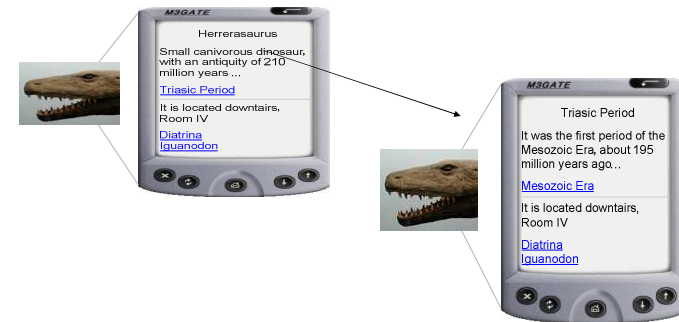 M3GATE
Herrerasaurus
Small canivorous dinosaur,
with an antiquity of 210
million years ...
Triasic Period
It is located downtairs,
Room IV
Diatrina
Iguanodon
M3GATE
Triasic Period
It was the first period of the
Mesozoic Era, about 195
million years ago...
Mesozoic Era
It is located downtairs,
Room IV
Diatrina
Iguanodon